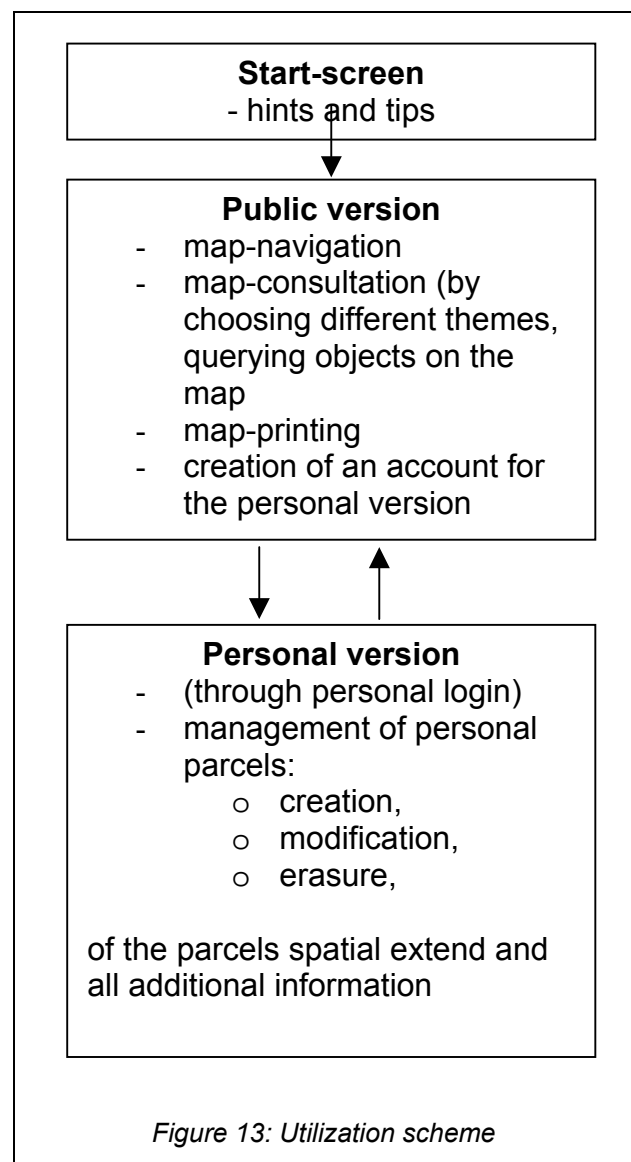 Start-screen
- hints and tips
Public version
- map-navigation
- map-consultation (by
choosing different themes,
querying objects on the
map
- map-printing
- creation of an account for
the personal version
Personal version
- (through personal login)
- management of personal
parcels:
o creation,
o modification,
o erasure,
of the parcels spatial extend and
all additional information
Figure 13: Utilization scheme